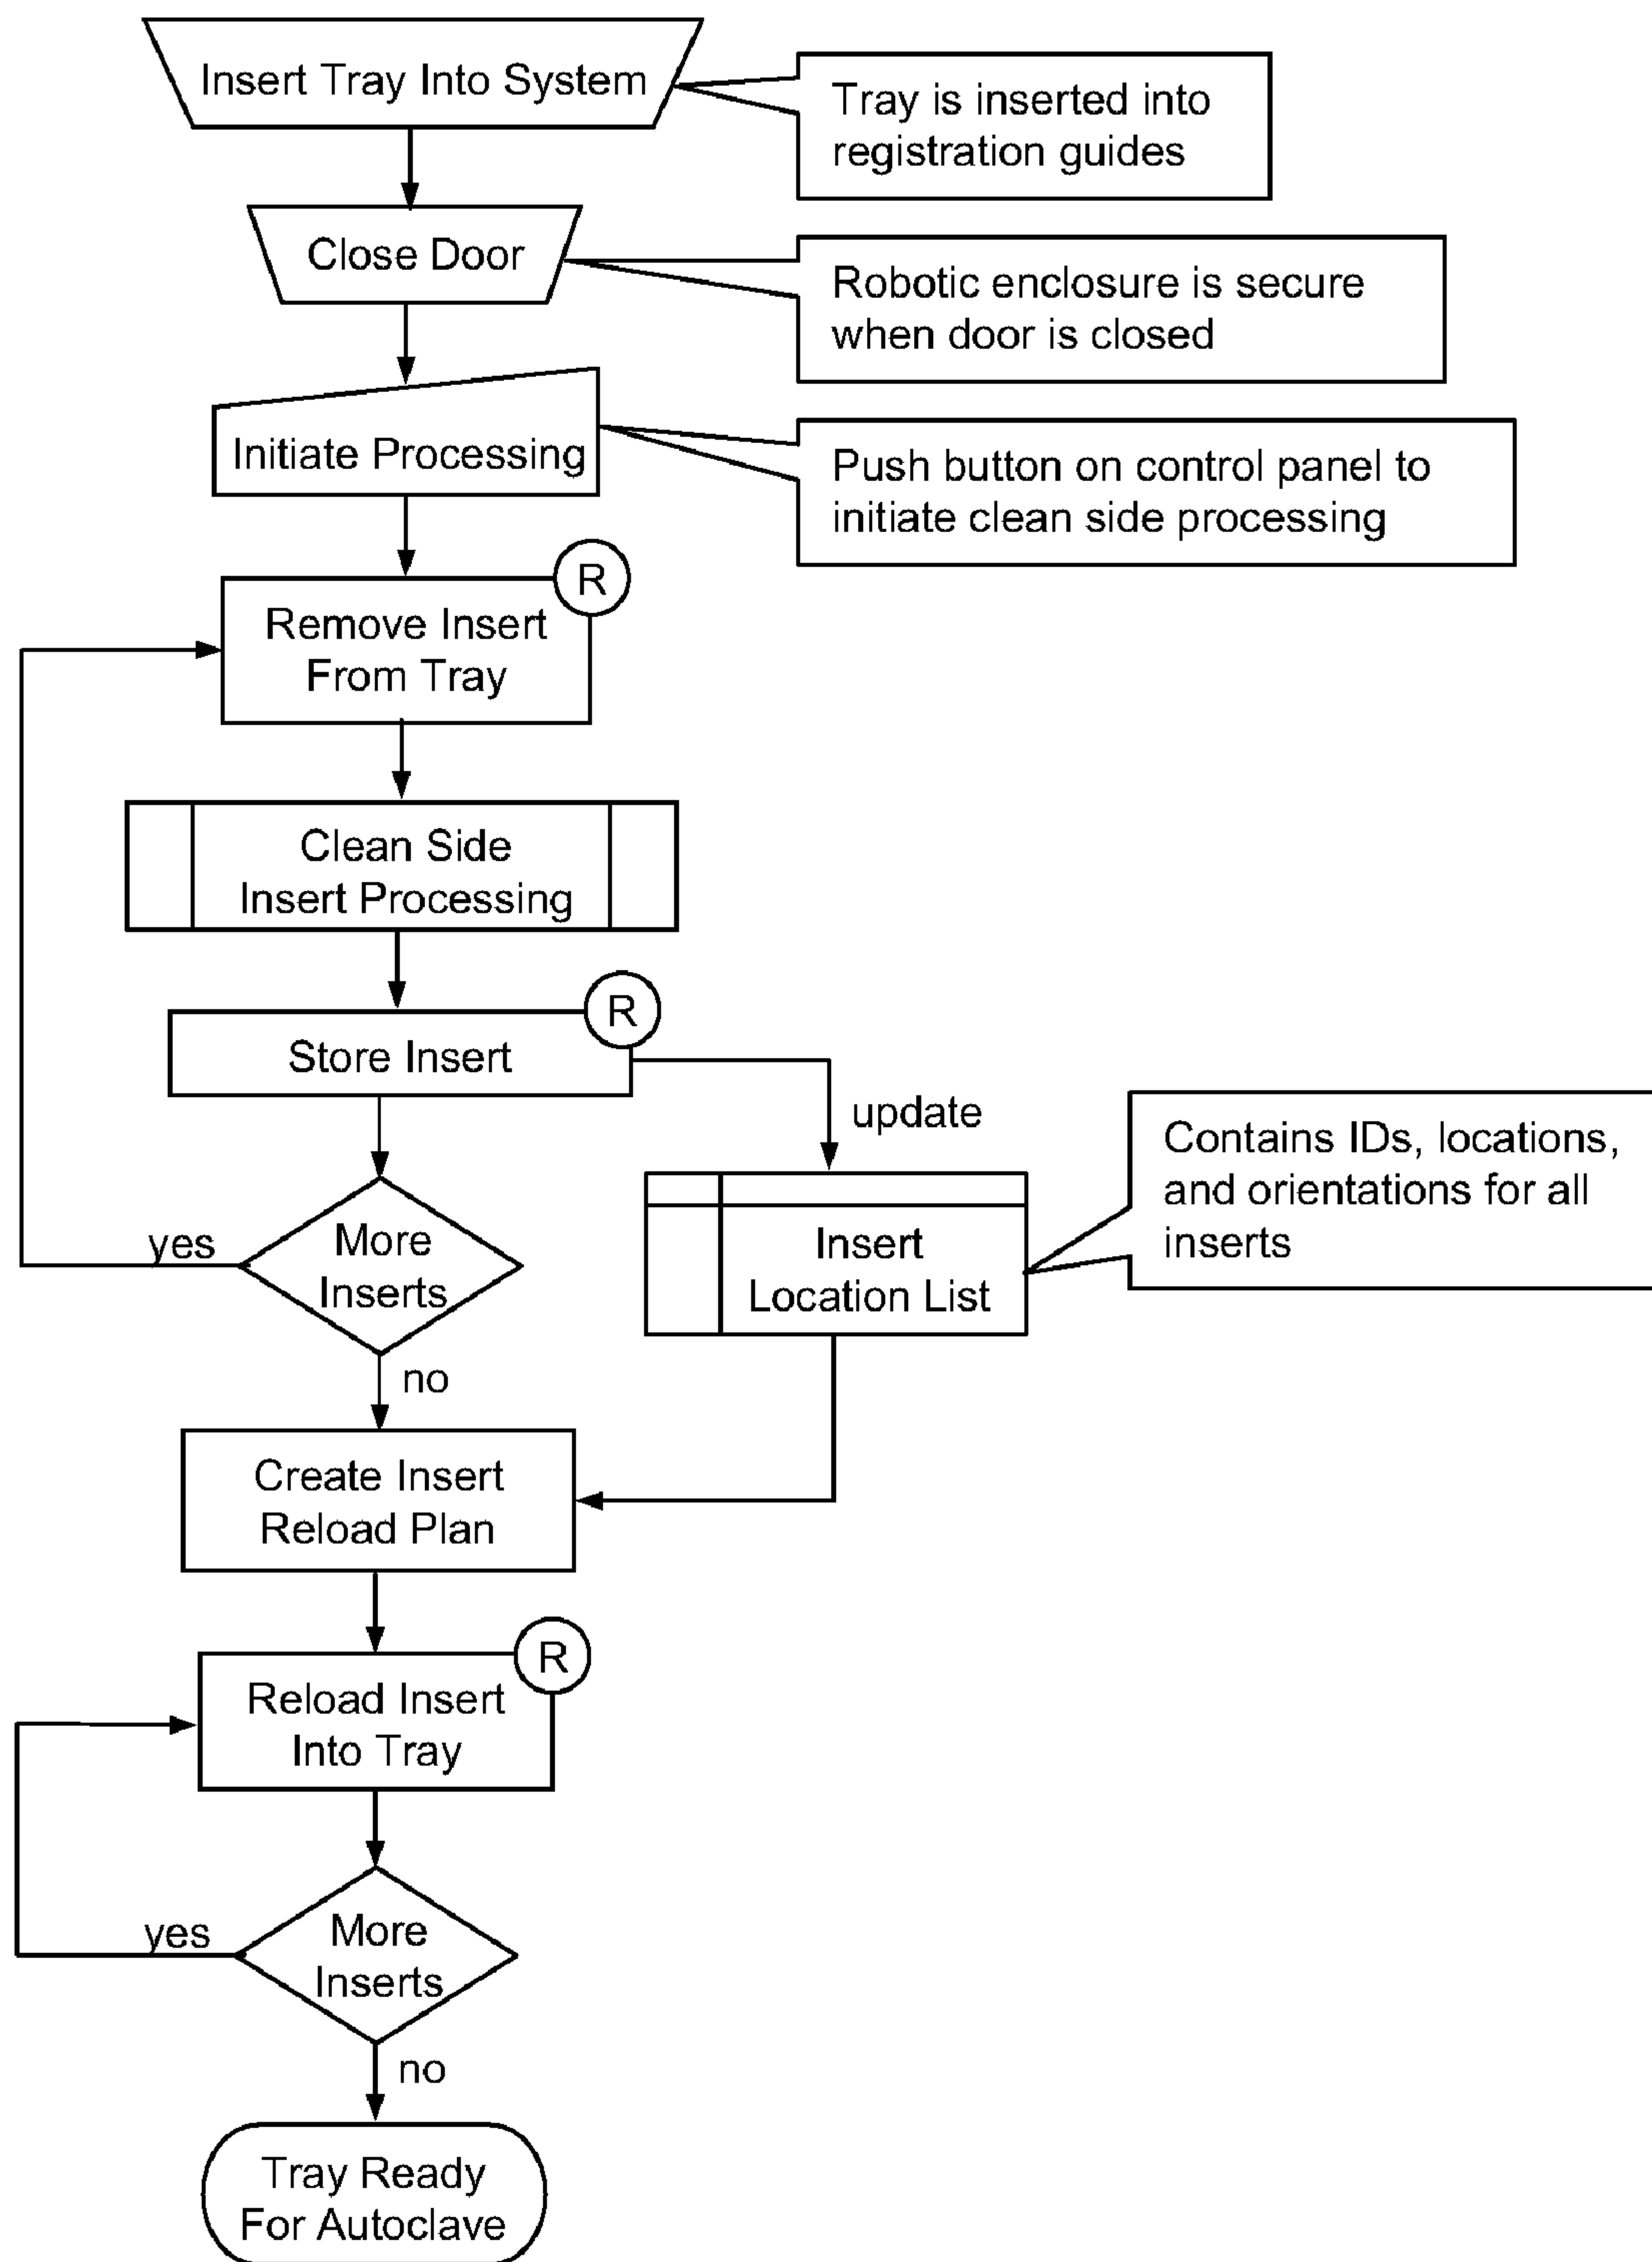 Insert Tray Into System
Tray is inserted into
registration guides
Close Door
Robotic enclosure is secure
when door is closed
Initiate Processing
Push button on control panel to
initiate clean side processing
R
Remove Insert
From Tray
Clean Side
Insert Processing
R
Store Insert
update
Contains IDs, locations,
and orientations for all
inserts
yes
More
Inserts
Insert
Location List
no
Create Insert
Reload Plan
R
Reload Insert
Into Tray
yes
More
Inserts
no
Tray Ready
For Autoclave